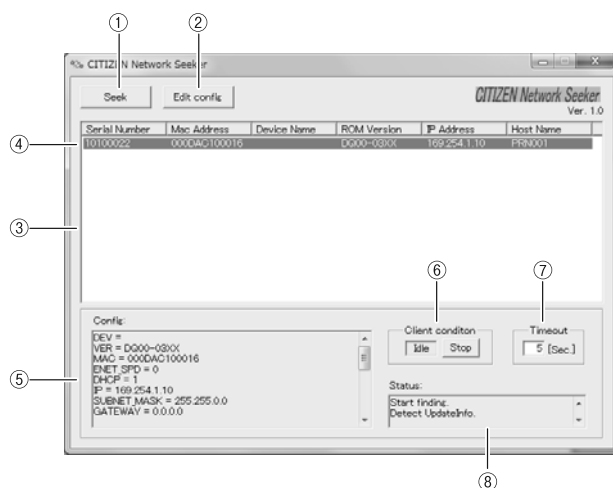 ① ②
CITIZEN Network Seeker
Seek Edit config
CITIZEN Network Seeker
Ver. 1.0
Serial Number Mac Address Device Name ROM Version IP Address Host Name
④ 10100022 000DAC100016 DQ00-03XX 169.254.1.10 PRN001
③
⑥ ⑦
Config:
Client conditon
Timeout
⑤
DEV =
VER = DQ00-03XX
MAC = 000DAC100016
ENET_SPD = 0
DHCP = 1
IP = 169.254.1.10
SUBNET_MASK = 255.255.0.0
GATEWAY = 0.0.0.0
Idle Stop
5 [Sec.]
Status:
Start finding.
Detect UpdateInfo.
⑧